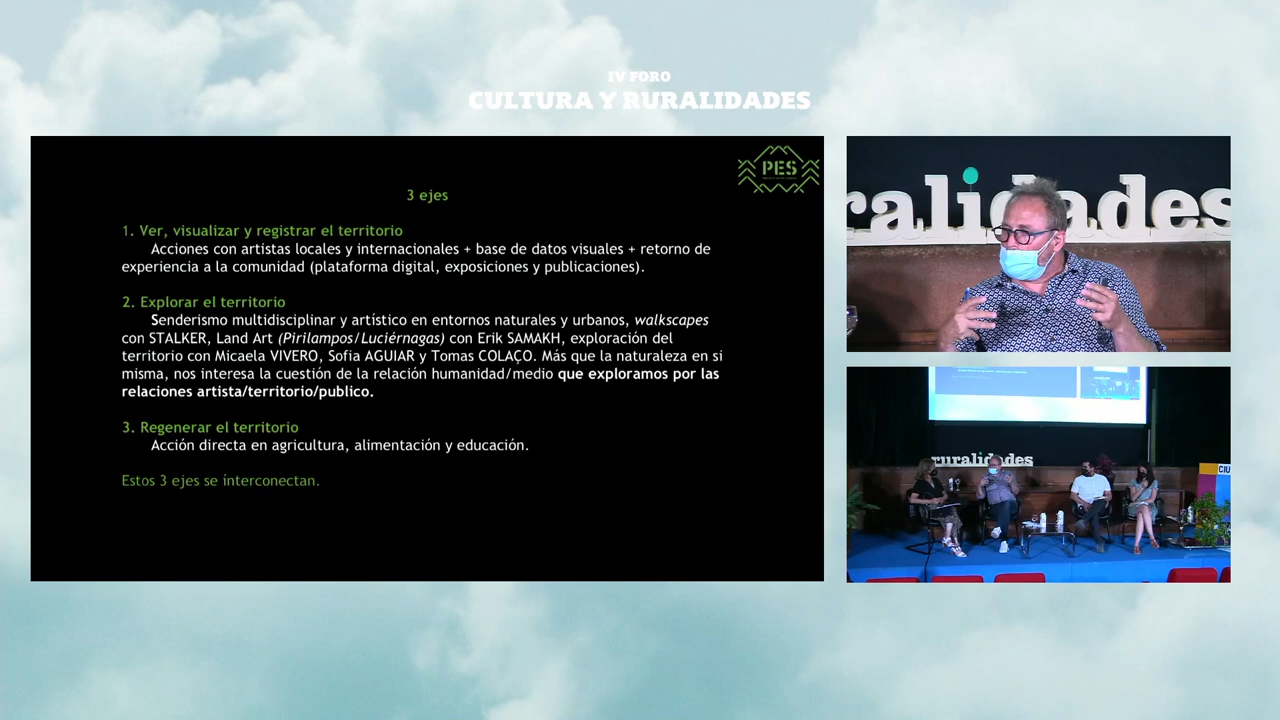 IV FORO
CULTURA Y RURALIDADES
PES
3 ejes
1. Ver, visualizar y registrar el territorio
Acciones con artistas locales y internacionales + base de datos visuales + retorno de
experiencia a la comunidad (plataforma digital, exposiciones y publicaciones).
2. Explorar el territorio
Senderismo multidisciplinar y artístico en entornos naturales y urbanos, walkscapes
con STALKER, Land Art (Pirilampos/Luciérnagas) con Erik SAMAKH, exploración del
territorio con Micaela VIVERO, Sofia AGUIAR y Tomas COLAÇO. Más que la naturaleza en si
misma, nos interesa la cuestión de la relación humanidad/medio que exploramos por las
relaciones artista/territorio/publico.
3. Regenerar el territorio
Acción directa en agricultura, alimentación y educación.
Estos 3 ejes se interconectan.
ralidades
ruralidades
CIU